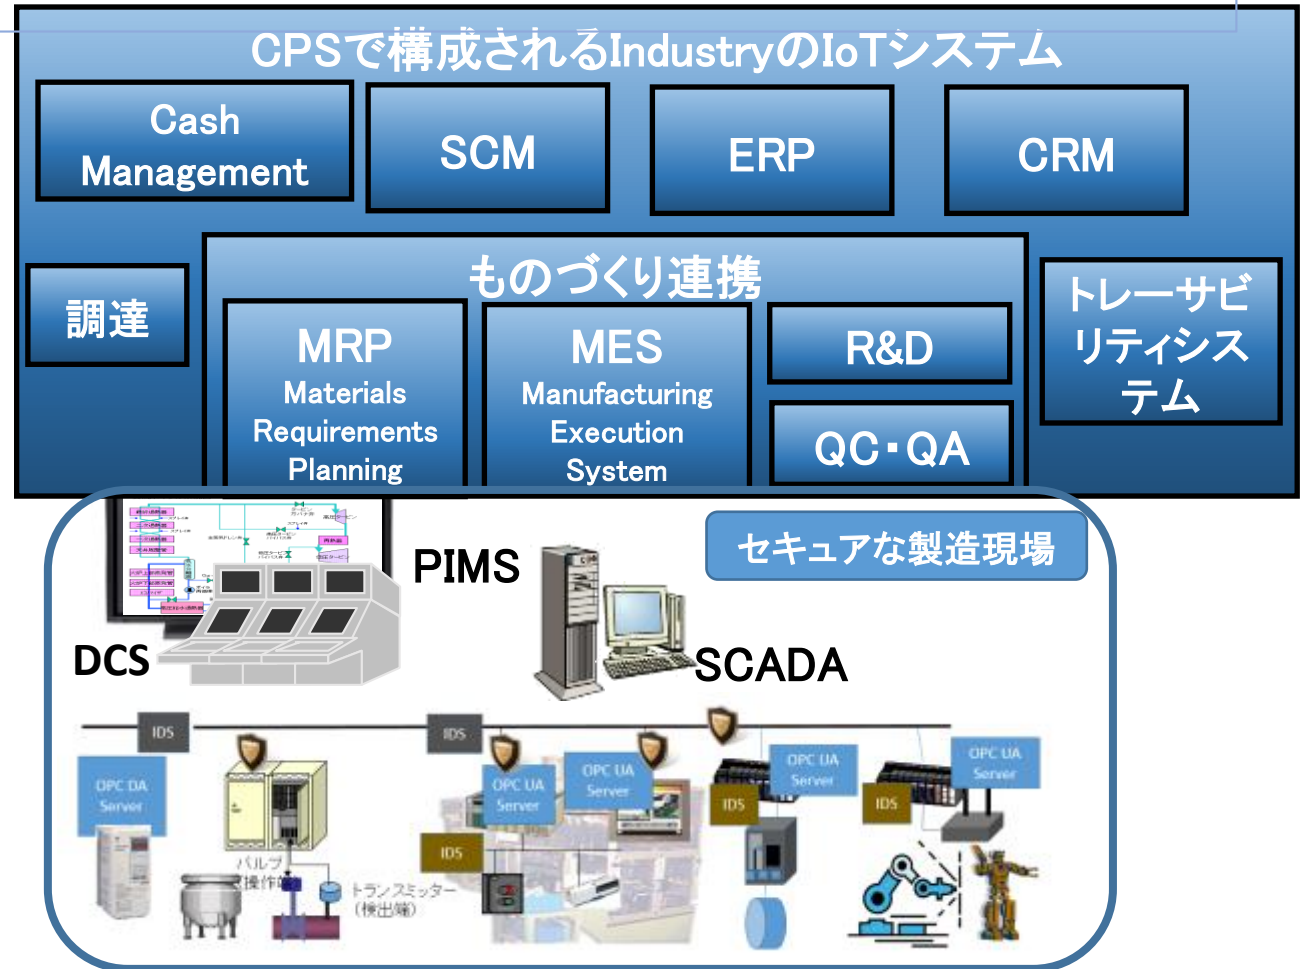 CPSで構成されるIndustryのIoTシステム
Cash
Management
SCM
ERP
CRM
調達
ものづくり連携
トレーサビ
リティシス
テム
MRP
Materials
Requirements
Planning
MES
Manufacturing
Execution
System
R&D
QC・QA
セキュアな製造現場
PIMS
DCS
SCADA
IDS
IDS
OPC DA
Server
OPC UA
Server
OPC UA
Server
OPC UA
Server
OPC UA
Server
IDS
IDS
IDS
バルブ
操作
トランスミッター
（検出端）